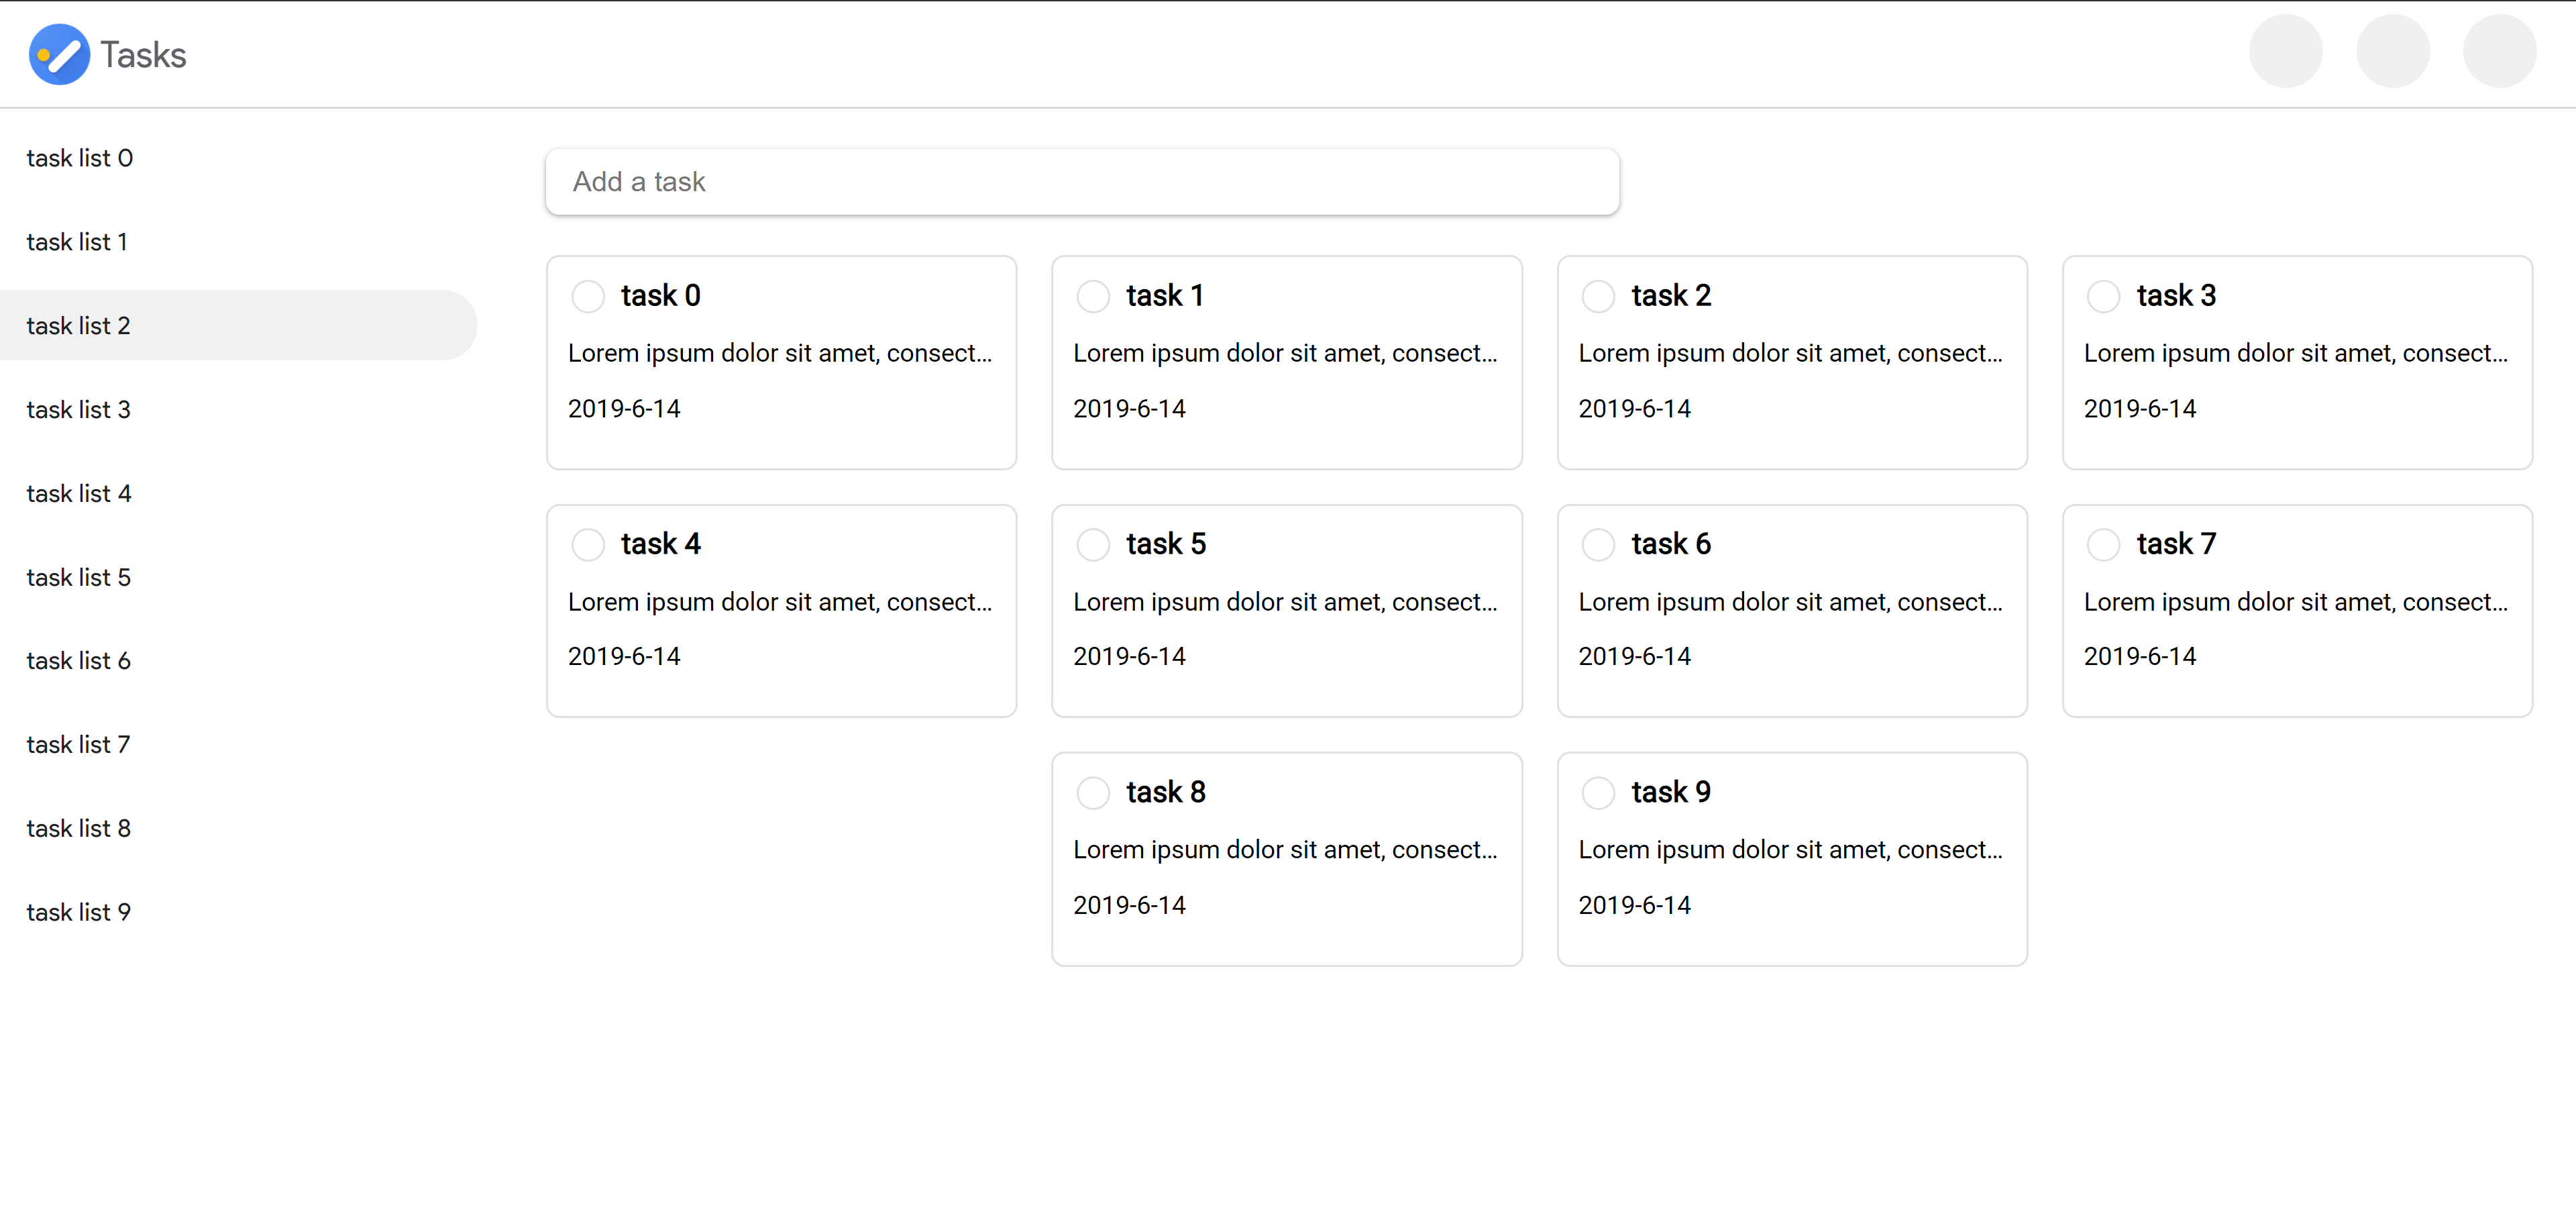 Tasks
task list 0
task list 1
task list 2
task list 3
task list 4
task list 5
task list 6
task list 7
task list 8
task list 9
Add a task
task 0
Lorem ipsum dolor sit amet, consect...
2019-6-14
task 1
Lorem ipsum dolor sit amet, consect...
2019-6-14
task 2
Lorem ipsum dolor sit amet, consect...
2019-6-14
task 3
Lorem ipsum dolor sit amet, consect...
2019-6-14
task 4
Lorem ipsum dolor sit amet, consect...
2019-6-14
task 5
Lorem ipsum dolor sit amet, consect...
2019-6-14
task 6
Lorem ipsum dolor sit amet, consect...
2019-6-14
task 7
Lorem ipsum dolor sit amet, consect...
2019-6-14
task 8
Lorem ipsum dolor sit amet, consect...
2019-6-14
task 9
Lorem ipsum dolor sit amet, consect...
2019-6-14